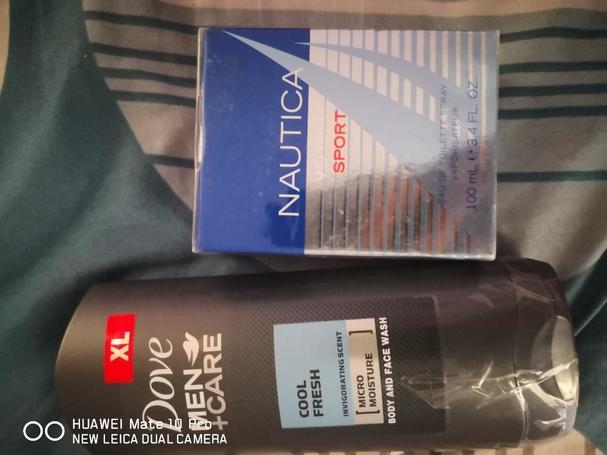 NAUTICA
VOYAGE
SPORT
EAU DE TOILETTE SPRAY
VAPORISATEUR
100 mL e 3.4 FL. OZ.
XL
Dove
MEN
+CARE
COOL
FRESH
INVIGORATING SCENT
[MICRO
MOISTURE]
BODY AND FACE WASH
HUAWEI Mate 10 Pro
NEW LEICA DUAL CAMERA